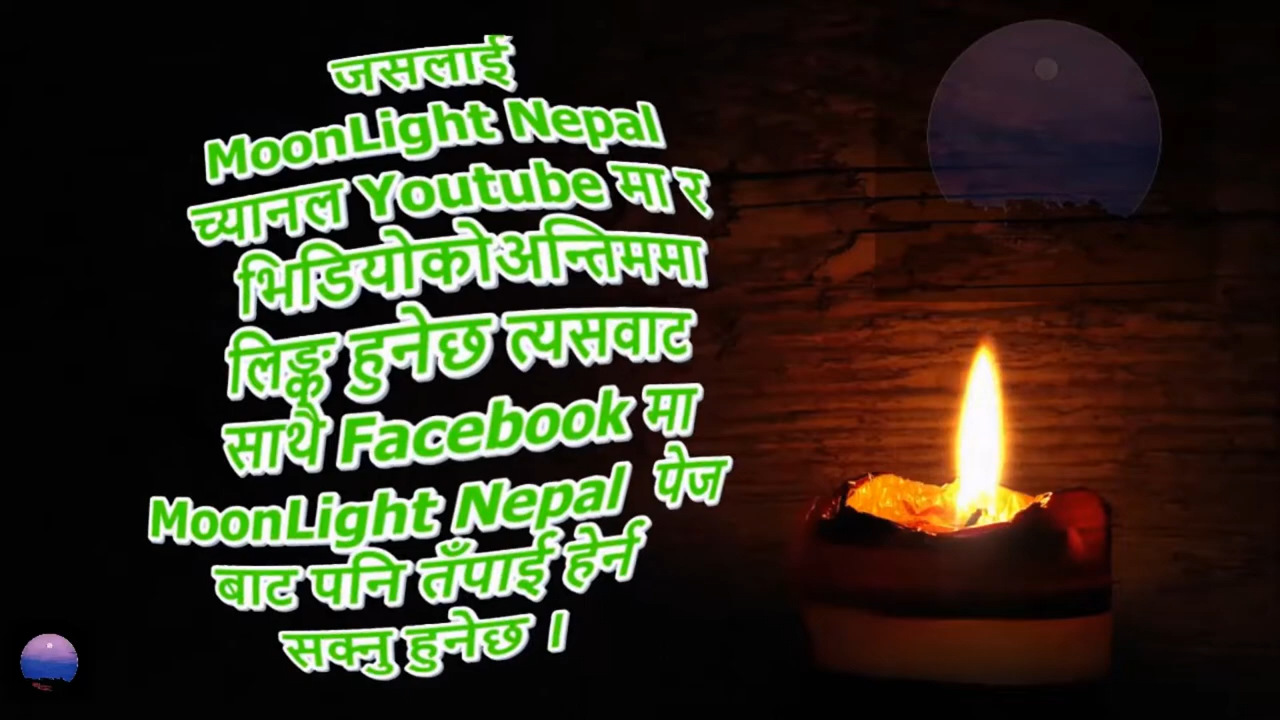 जसलाई
MoonLight Nepal
च्यानल Youtube मा र
भिडियोकोअन्तिममा
लिङ्क हुनेछ त्यसवाट
साथै Facebook मा
MoonLight Nepal पेज
बाट पनि तँपाई हेर्न
सक्नु हुनेछ ।